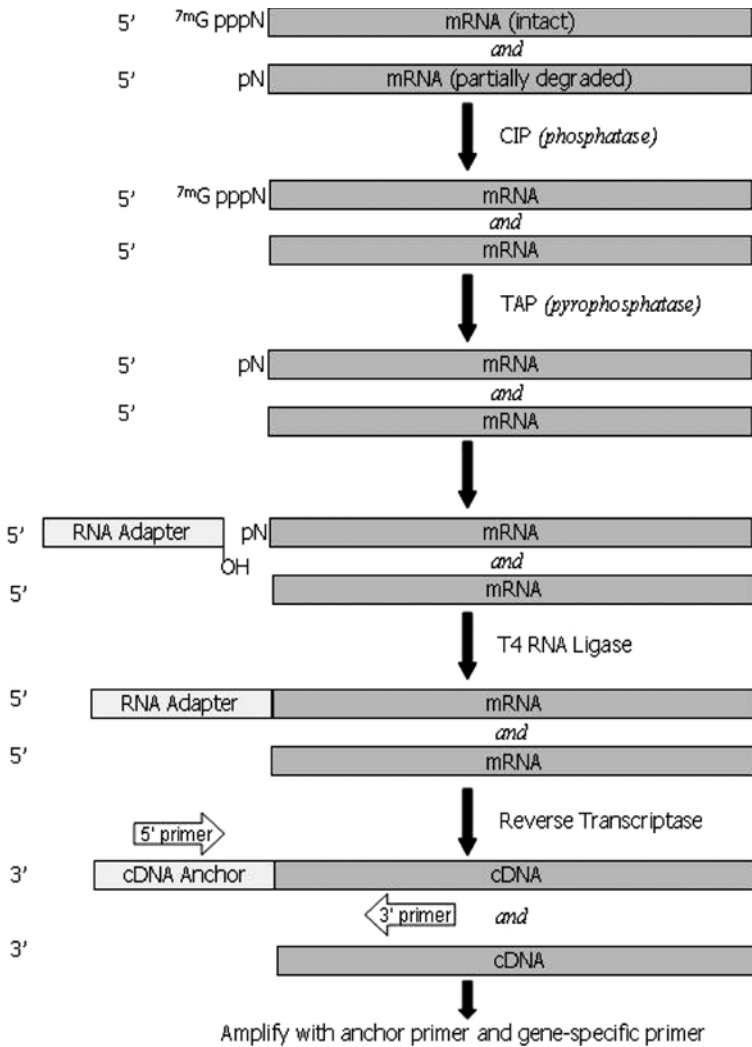 5’ ⁷ᵐG pppN mRNA (intact)
and
5’ pN mRNA (partially degraded)
CIP (phosphatase)
5’ ⁷ᵐG pppN mRNA
and
5’ mRNA
TAP (pyrophosphatase)
5’ pN mRNA
and
5’ mRNA
5’ RNA Adapter pN mRNA
OH and
5’ mRNA
T4 RNA Ligase
5’ RNA Adapter mRNA
and
5’ mRNA
Reverse Transcriptase
5' primer
3’ cDNA Anchor cDNA
3' primer and
3’ cDNA
Amplify with anchor primer and gene-specific primer